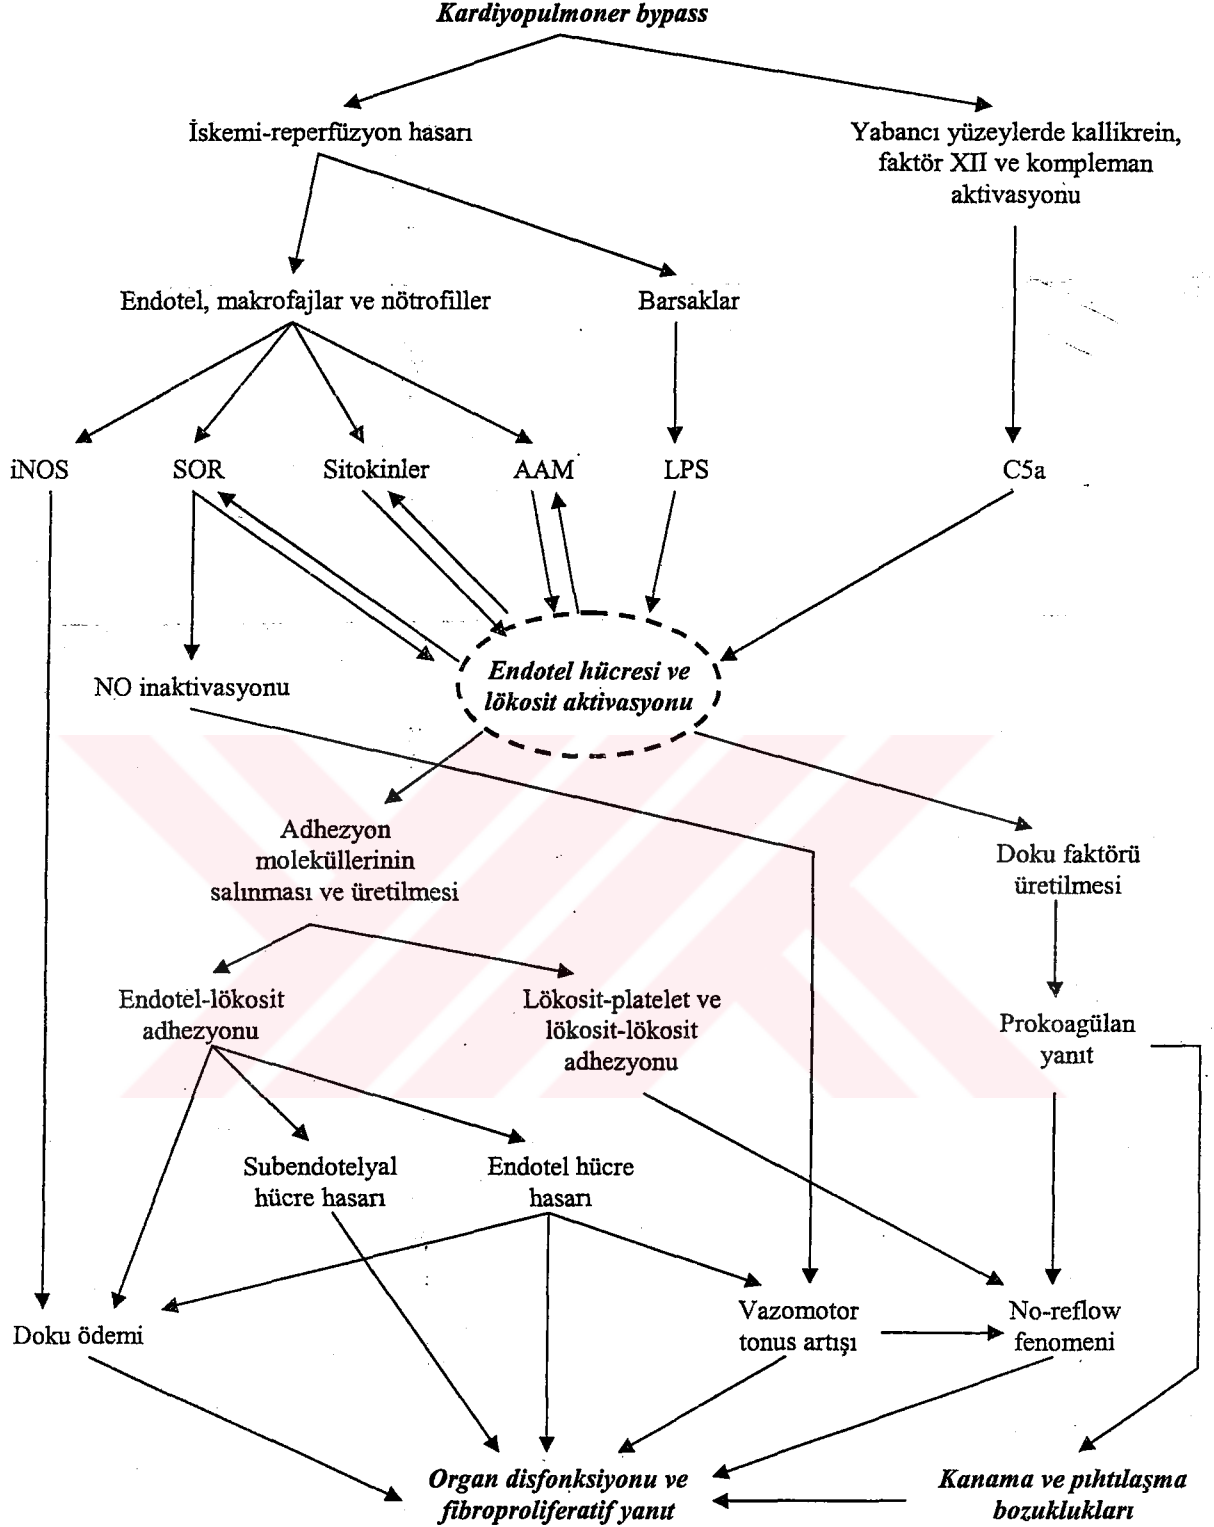 Kardiyopulmoner bypass
İskemi-reperfüzyon hasarı
Yabancı yüzeylerde kallikrein,
faktör XII ve kompleman
aktivasyonu
Endotel, makrofajlar ve nötrofiller
Barsaklar
iNOS
SOR
Sitokinler
AAM
LPS
C5a
NO inaktivasyonu
Endotel hücresi ve
lökosit aktivasyonu
Adhezyon
moleküllerinin
salınması ve üretilmesi
Doku faktörü
üretilmesi
Endotel-lökosit
adhezyonu
Lökosit-platelet ve
lökosit-lökosit
adhezyonu
Prokoagülan
yanıt
Subendotelyal
hücre hasarı
Endotel hücre
hasarı
Doku ödemi
Vazomotor
tonus artışı
No-reflow
fenomeni
Organ disfonksiyonu ve
fibroproliferatif yanıt
Kanama ve pıhtılaşma
bozuklukları